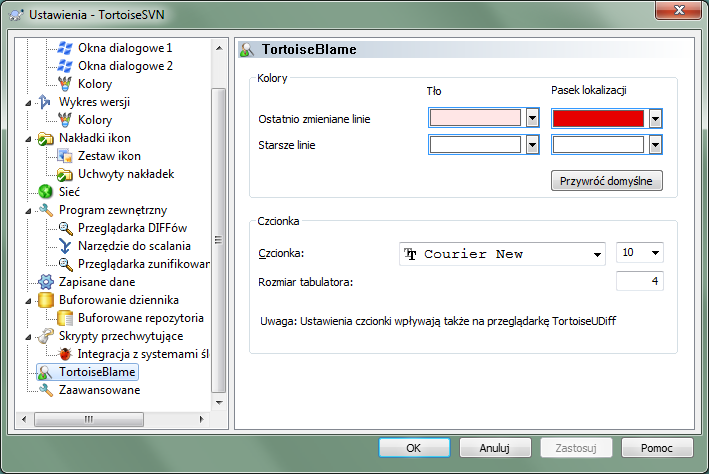 Ustawienia - TortoiseSVN
Okna dialogowe 1
Okna dialogowe 2
Kolory
Wykres wersji
Kolory
Nakładki ikon
Zestaw ikon
Uchwyty nakładek
Sieć
Program zewnętrzny
Przeglądarka DIFFów
Narzędzie do scalania
Przeglądarka zunifikowan
Zapisane dane
Buforowanie dziennika
Buforowane repozytoria
Skrypty przechwytujące
Integracja z systemami śl
TortoiseBlame
Zaawansowane
TortoiseBlame
Kolory
Tło
Pasek lokalizacji
Ostatnio zmieniane linie
Starsze linie
Przywróć domyślne
Czcionka
Czcionka:
Courier New
10
Rozmiar tabulatora:
4
Uwaga: Ustawienia czcionki wpływają także na przeglądarkę TortoiseUDiff
OK
Anuluj
Zastosuj
Pomoc